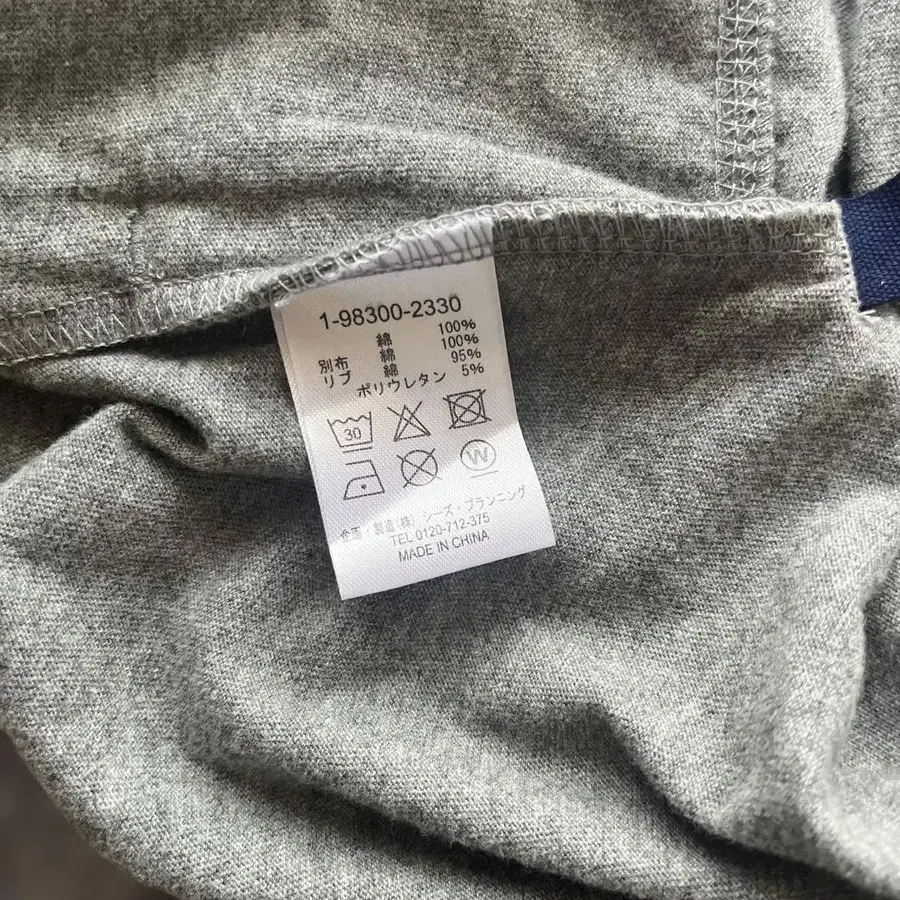 1-98300-2330
綿 100%
別布 綿 100%
リブ 綿 95%
ポリウレタン 5%
30
W
企画・製造(株) シーズ・プランニング
TEL 0120-712-375
MADE IN CHINA